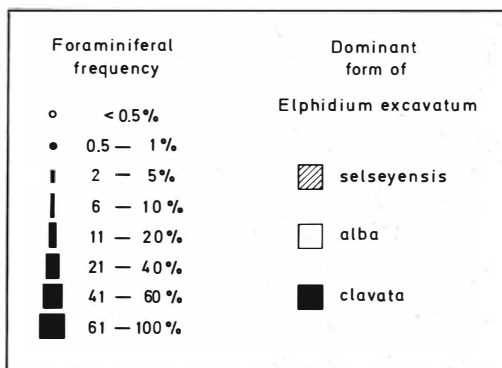 Foraminiferal
frequency
< 0.5%
0.5 — 1%
2 — 5%
6 — 10%
11 — 20%
21 — 40%
41 — 60%
61 — 100%
Dominant
form of
Elphidium excavatum
selseyensis
alba
clavata